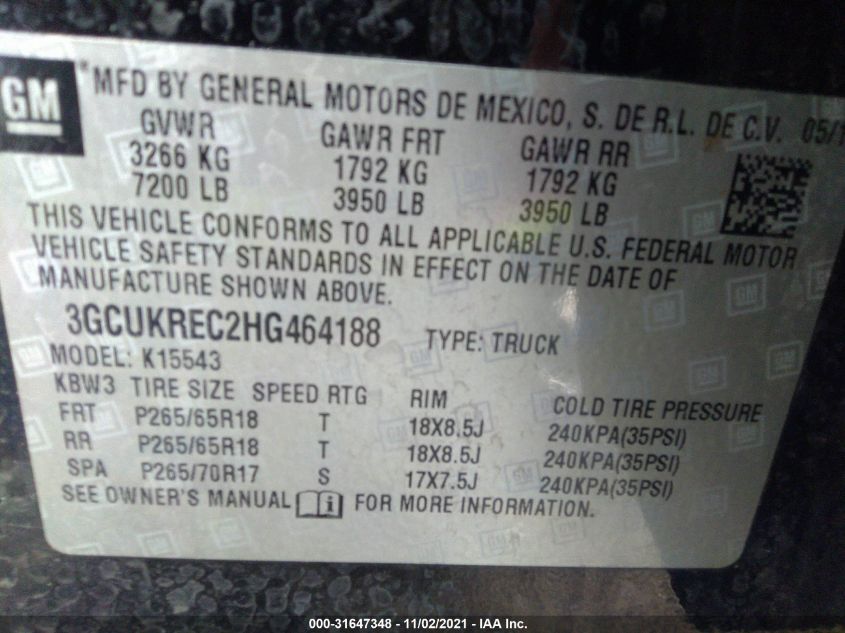 GM
*MFD BY GENERAL MOTORS DE MEXICO, S. DE R.L. DE C.V. 05/1
GVWR GAWR FRT GAWR RR
3266 KG 1792 KG 1792 KG
7200 LB 3950 LB 3950 LB
THIS VEHICLE CONFORMS TO ALL APPLICABLE U.S. FEDERAL MOTOR
VEHICLE SAFETY STANDARDS IN EFFECT ON THE DATE OF
MANUFACTURE SHOWN ABOVE.
3GCUKREC2HG464188 TYPE: TRUCK
MODEL: K15543
KBW3 TIRE SIZE SPEED RTG RIM COLD TIRE PRESSURE
FRT P265/65R18 T 18X8.5J 240KPA(35PSI)
RR P265/65R18 T 18X8.5J 240KPA(35PSI)
SPA P265/70R17 S 17X7.5J 240KPA(35PSI)
SEE OWNER'S MANUAL FOR MORE INFORMATION.
000-31647348 - 11/02/2021 - IAA Inc.